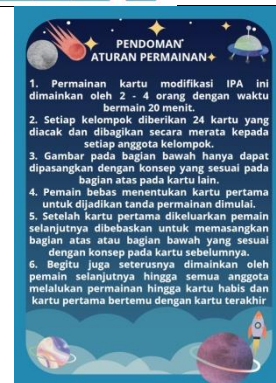 PENDOMAN
ATURAN PERMAINAN
1. Permainan kartu modifikasi IPA ini
dimainkan oleh 2 - 4 orang dengan waktu
bermain 20 menit.
2. Setiap kelompok diberikan 24 kartu yang
diacak dan dibagikan secara merata kepada
setiap anggota kelompok.
3. Gambar pada bagian bawah hanya dapat
dipasangkan dengan konsep yang sesuai pada
bagian atas pada kartu lain.
4. Pemain bebas menentukan kartu pertama
untuk dijadikan tanda permainan dimulai.
5. Setelah kartu pertama dikeluarkan pemain
selanjutnya dibebaskan untuk memasangkan
bagian atas atau bagian bawah yang sesuai
dengan konsep pada kartu sebelumnya.
6. Begitu juga seterusnya dimainkan oleh
pemain selanjutnya hingga semua anggota
melalukan permainan hingga kartu habis dan
kartu pertama bertemu dengan kartu terakhir